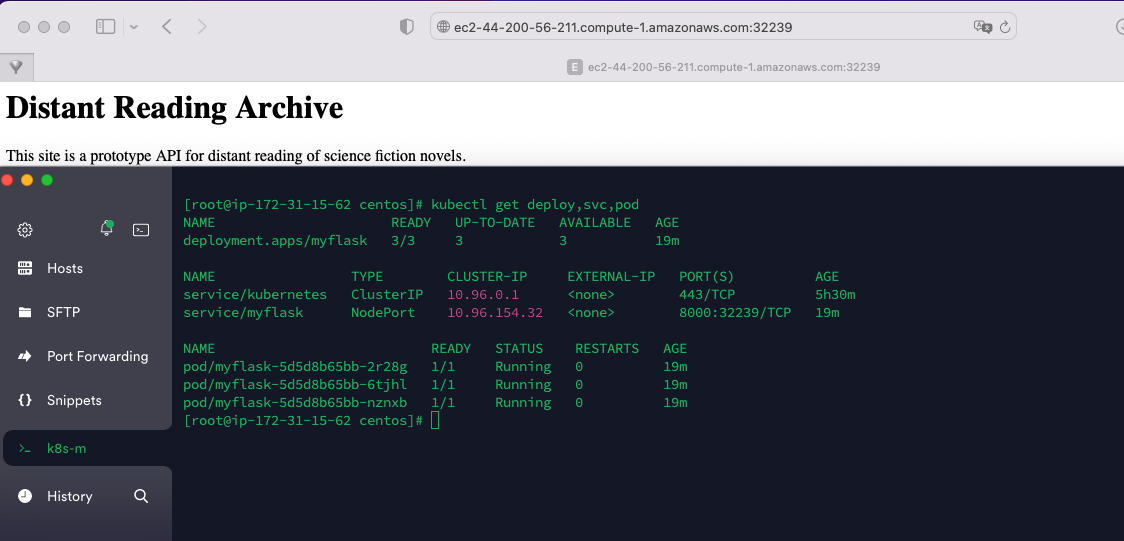 ec2-44-200-56-211.compute-1.amazonaws.com:32239
E ec2-44-200-56-211.compute-1.amazonaws.com:32239
Distant Reading Archive
This site is a prototype API for distant reading of science fiction novels.
Hosts
SFTP
Port Forwarding
Snippets
k8s-m
History
[root@ip-172-31-15-62 centos]# kubectl get deploy,svc,pod
NAME READY UP-TO-DATE AVAILABLE AGE
deployment.apps/myflask 3/3 3 3 19m
NAME TYPE CLUSTER-IP EXTERNAL-IP PORT(S) AGE
service/kubernetes ClusterIP 10.96.0.1 <none> 443/TCP 5h30m
service/myflask NodePort 10.96.154.32 <none> 8000:32239/TCP 19m
NAME READY STATUS RESTARTS AGE
pod/myflask-5d5d8b65bb-2r28g 1/1 Running 0 19m
pod/myflask-5d5d8b65bb-6tjhl 1/1 Running 0 19m
pod/myflask-5d5d8b65bb-nznxb 1/1 Running 0 19m
[root@ip-172-31-15-62 centos]#